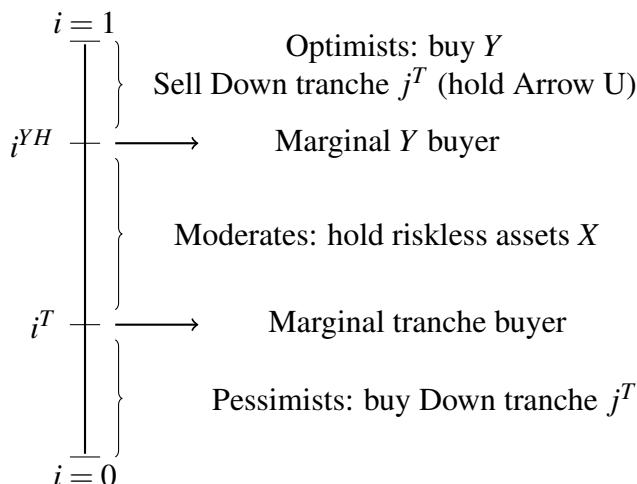 i = 1
Optimists: buy Y
Sell Down tranche j^T (hold Arrow U)
i^{YH}
Marginal Y buyer
Moderates: hold riskless assets X
i^T
Marginal tranche buyer
Pessimists: buy Down tranche j^T
i = 0